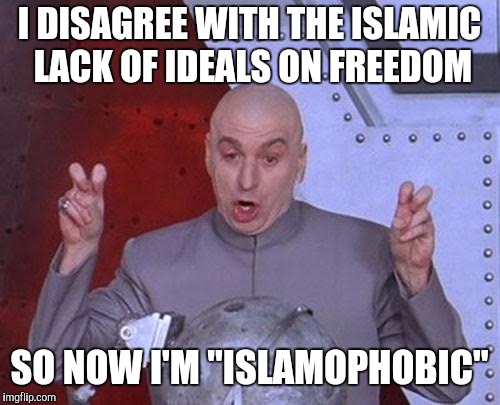 I DISAGREE WITH THE ISLAMIC
LACK OF IDEALS ON FREEDOM
SO NOW I'M "ISLAMOPHOBIC"
imgflip.com